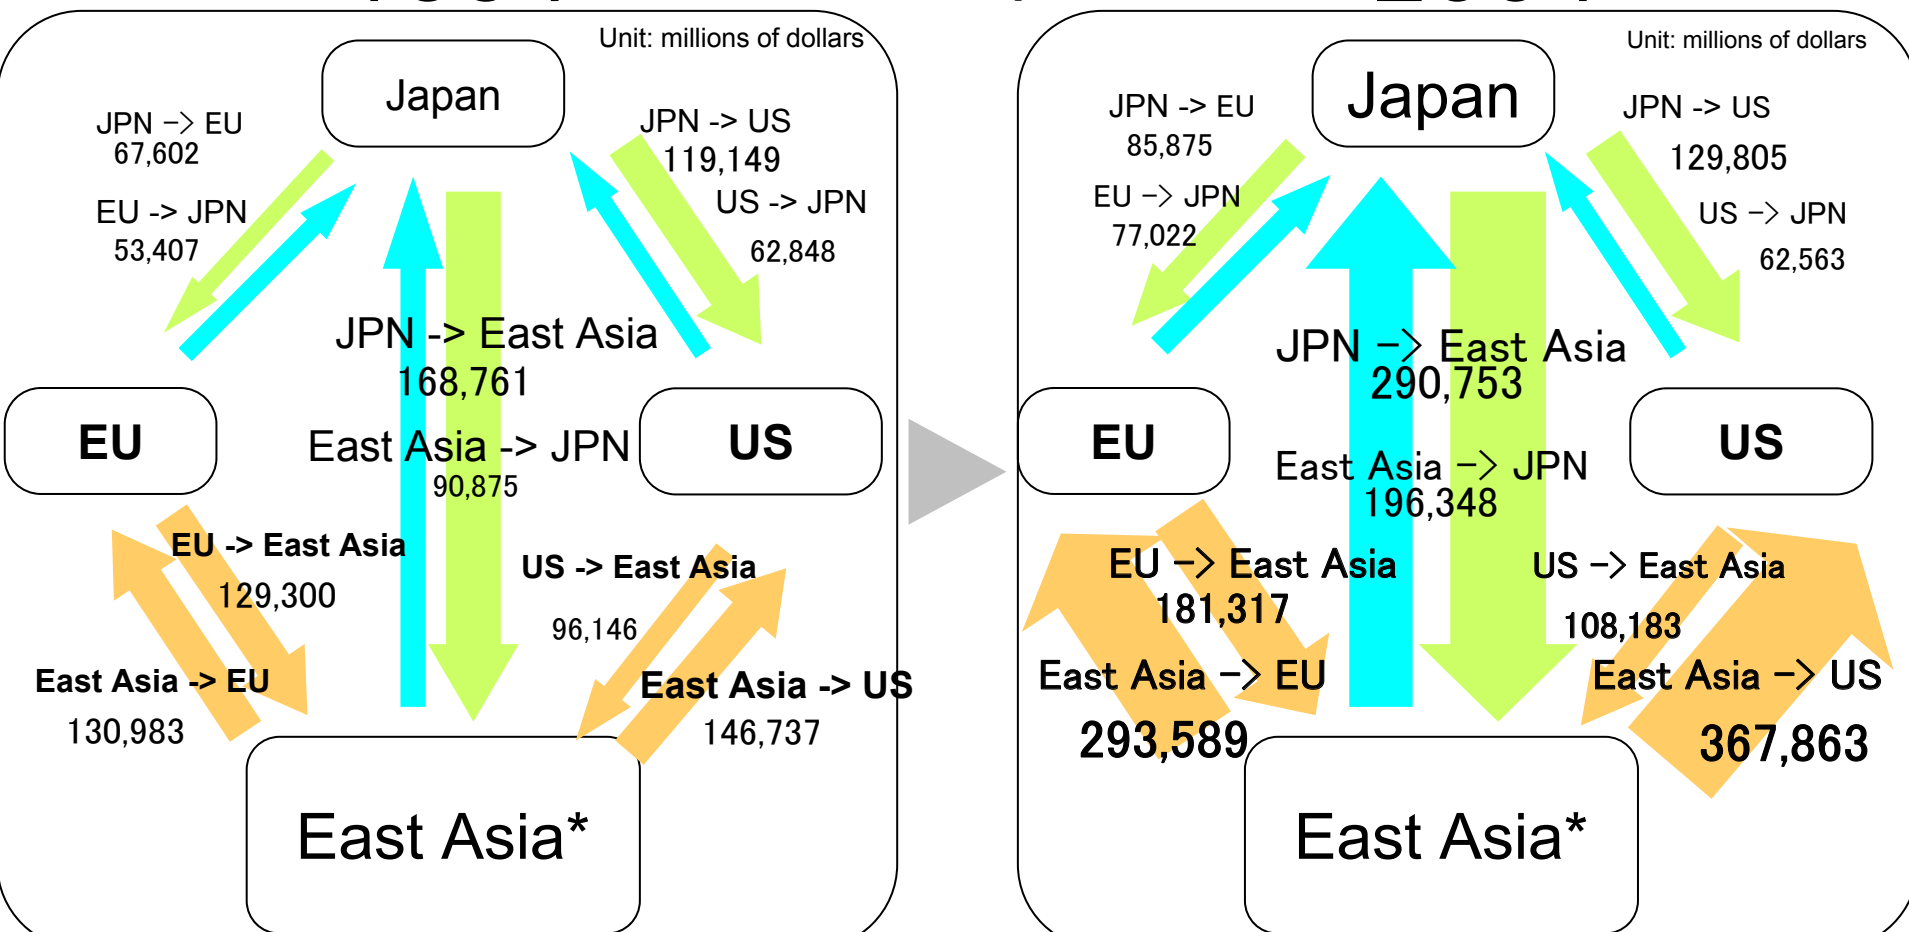 Unit: millions of dollars
Japan
JPN -> EU
67,602
EU -> JPN
53,407
JPN -> US
119,149
US -> JPN
62,848
JPN -> East Asia
168,761
East Asia -> JPN
90,875
EU
US
EU -> East Asia
129,300
East Asia -> EU
130,983
US -> East Asia
96,146
East Asia -> US
146,737
East Asia*
Unit: millions of dollars
Japan
JPN -> EU
85,875
EU -> JPN
77,022
JPN -> US
129,805
US -> JPN
62,563
JPN -> East Asia
290,753
East Asia -> JPN
196,348
EU
US
EU -> East Asia
181,317
East Asia -> EU
293,589
US -> East Asia
108,183
East Asia -> US
367,863
East Asia*